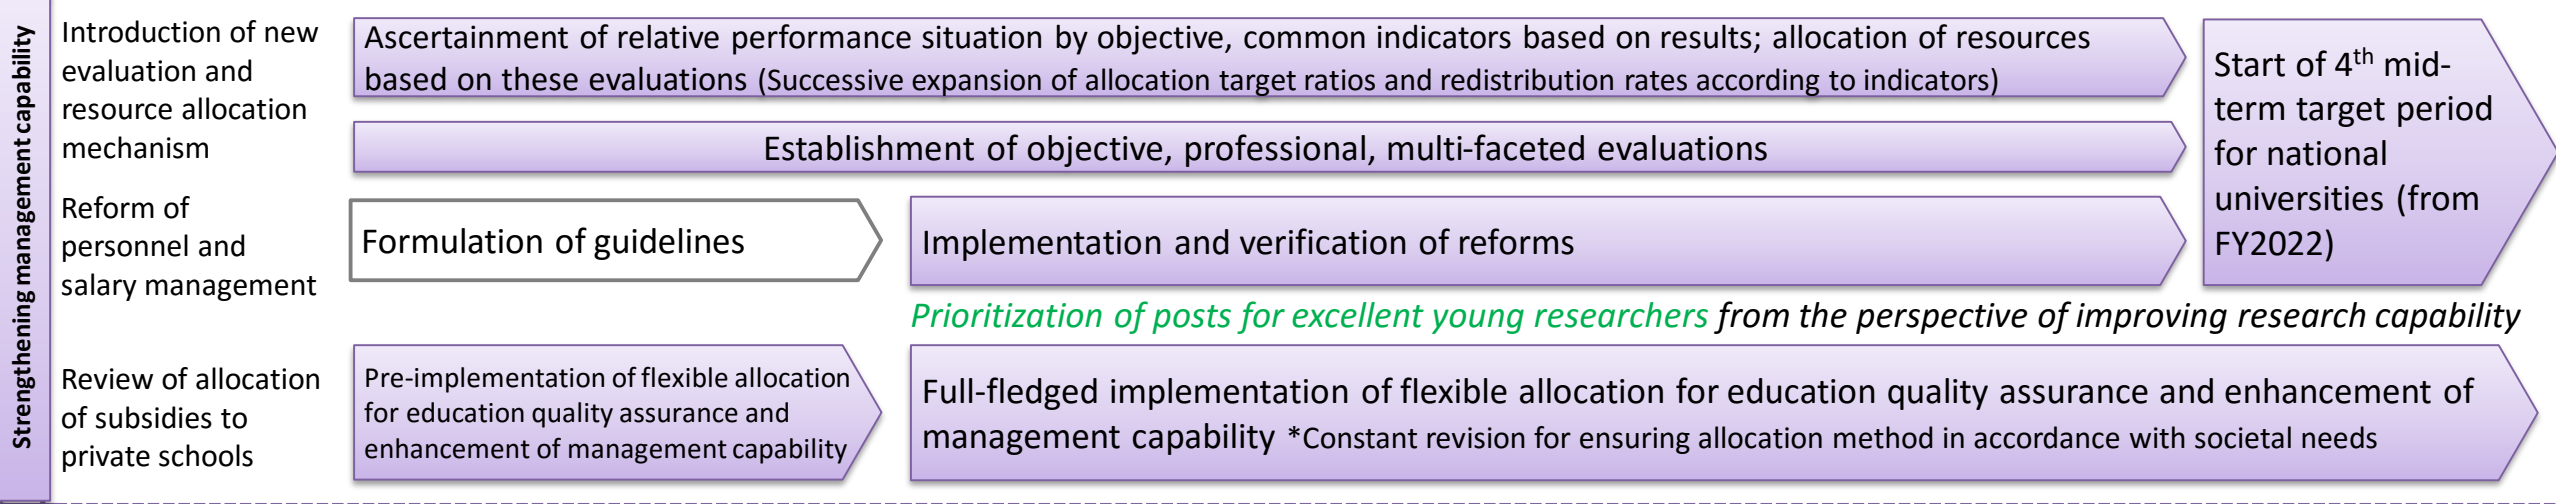 Strengthening management capability
Introduction of new
evaluation and
resource allocation
mechanism
Ascertainment of relative performance situation by objective, common indicators based on results; allocation of resources
based on these evaluations (Successive expansion of allocation target ratios and redistribution rates according to indicators)
Establishment of objective, professional, multi-faceted evaluations
Start of 4th mid-
term target period
for national
universities (from
FY2022)
Reform of
personnel and
salary management
Formulation of guidelines
Implementation and verification of reforms
Prioritization of posts for excellent young researchers from the perspective of improving research capability
Review of allocation
of subsidies to
private schools
Pre-implementation of flexible allocation
for education quality assurance and
enhancement of management capability
Full-fledged implementation of flexible allocation for education quality assurance and enhancement of
management capability *Constant revision for ensuring allocation method in accordance with societal needs